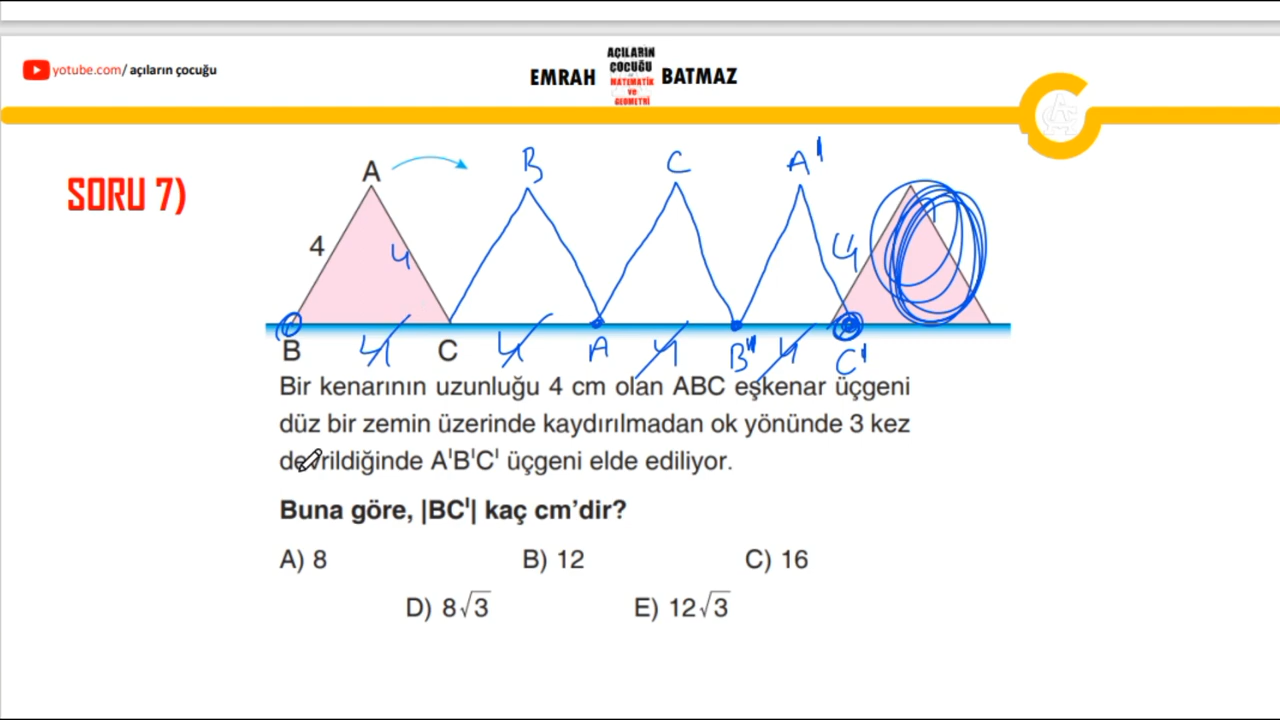 yotube.com/ açıların çocuğu
EMRAH
AÇILARIN
ÇOCUĞU
MATEMATİK
ve
GEOMETRİ
BATMAZ
SORU 7)
A
B
C
A'
4
4
4
B
4
C
4
A
4
B'
4
C'
Bir kenarının uzunluğu 4 cm olan ABC eşkenar üçgeni
düz bir zemin üzerinde kaydırılmadan ok yönünde 3 kez
devrildiğinde A'B'C' üçgeni elde ediliyor.
Buna göre, |BC'| kaç cm'dir?
A) 8
B) 12
C) 16
D) 8√3
E) 12√3